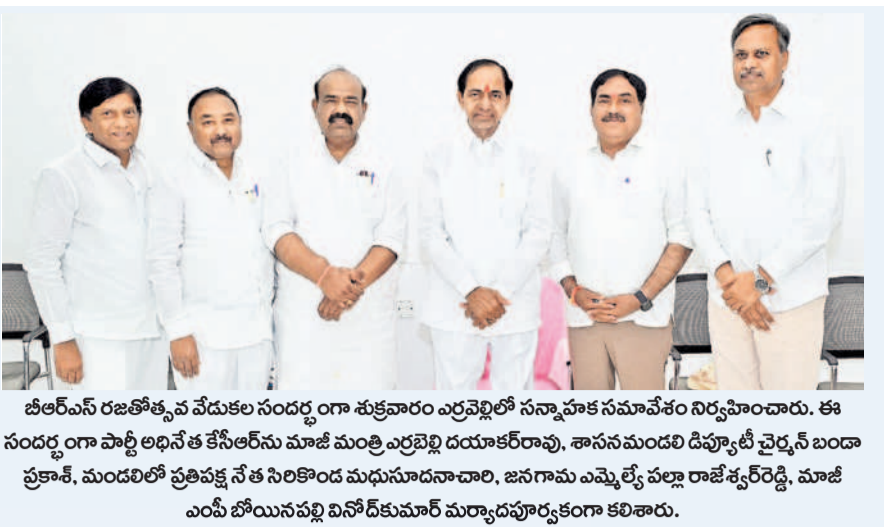 బీఆర్ఎస్ రజతోత్సవ వేడుకల సందర్భంగా శుక్రవారం ఎర్రవెల్లిలో సన్నాహక సమావేశం నిర్వహించారు. ఈ
సందర్భంగా పార్టీ అధినేత కేసీఆర్‌ను మాజీ మంత్రి ఎర్రబెల్లి దయాకర్‌రావు, శాసనమండలి డిప్యూటీ చైర్మన్ బండా
ప్రకాశ్, మండలిలో ప్రతిపక్ష నేత సిరికొండ మధుసూదనాచారి, జనగామ ఎమ్మెల్యే పల్లా రాజేశ్వర్‌రెడ్డి, మాజీ
ఎంపీ బోయినపల్లి వినోద్‌కుమార్ మర్యాదపూర్వకంగా కలిశారు.